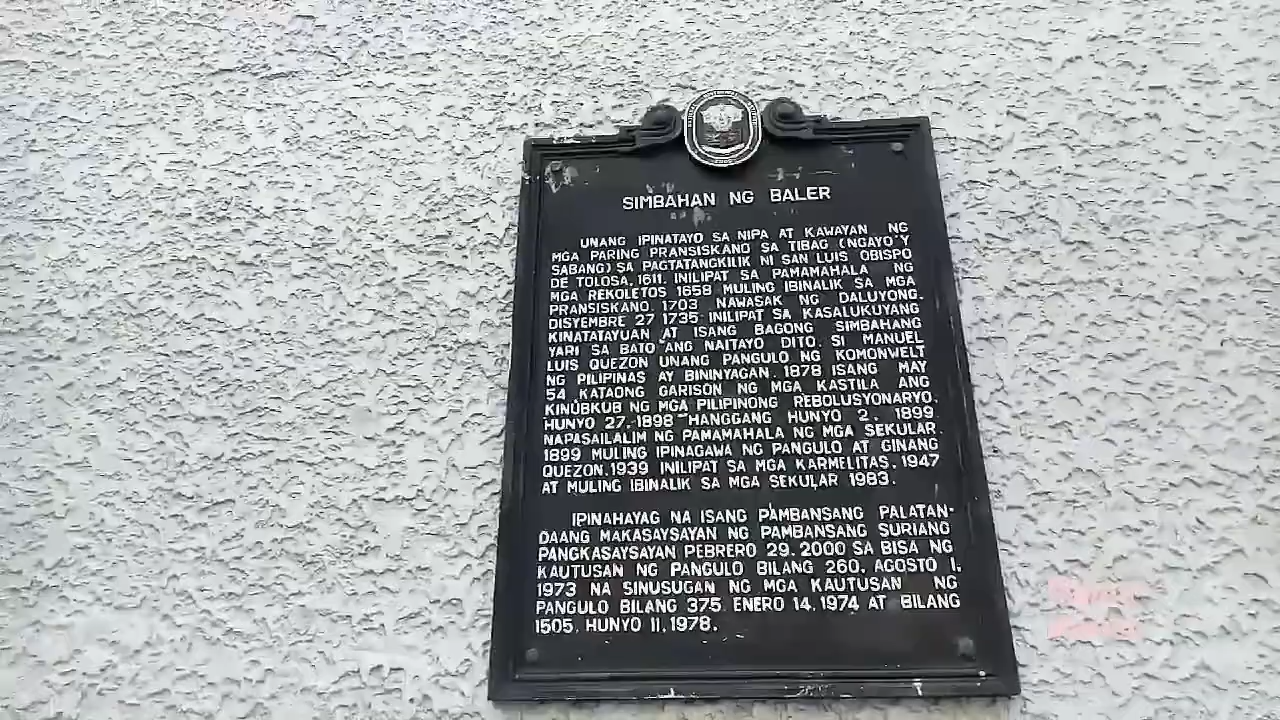 SIMBAHAN NG BALER
UNANG IPINATAYO SA NIPA AT KAWAYAN NG
MGA PARING PRANSISKANO SA TIBAG (NGAYO'Y
SABANG) SA PAGTATANGKILIK NI SAN LUIS OBISPO
DE TOLOSA, 1611. INILIPAT SA PAMAMAHALA NG
MGA REKOLETOS 1658 MULING IBINALIK SA MGA
PRANSISKANO, 1703 NAWASAK NG DALUYONG,
DISYEMBRE 27 1735 INILIPAT SA KASALUKUYANG
KINATATAYUAN AT ISANG BAGONG SIMBAHANG
YARI SA BATO ANG NAITAYO DITO. SI MANUEL
LUIS QUEZON UNANG PANGULO NG KOMONWELT
NG PILIPINAS AY BININYAGAN, 1878 ISANG MAY
54 KATAONG GARISON NG MGA KASTILA ANG
KINUBKUB NG MGA PILIPINONG REBOLUSYONARYO,
HUNYO 27, 1898 HANGGANG HUNYO 2, 1899
NAPASAILALIM NG PAMAMAHALA NG MGA SEKULAR,
1899 MULING IPINAGAWA NG PANGULO AT GINANG
QUEZON, 1939 INILIPAT SA MGA KARMELITAS, 1947
AT MULING IBINALIK SA MGA SEKULAR 1983.
IPINAHAYAG NA ISANG PAMBANSANG PALATAN-
DAANG MAKASAYSAYAN NG PAMBANSANG SURIANG
PANGKASAYSAYAN PEBRERO 29, 2000 SA BISA NG
KAUTUSAN NG PANGULO BILANG 260, AGOSTO 1,
1973 NA SINUSUGAN NG MGA KAUTUSAN NG
PANGULO BILANG 375, ENERO 14, 1974 AT BILANG
1505, HUNYO 11, 1978.